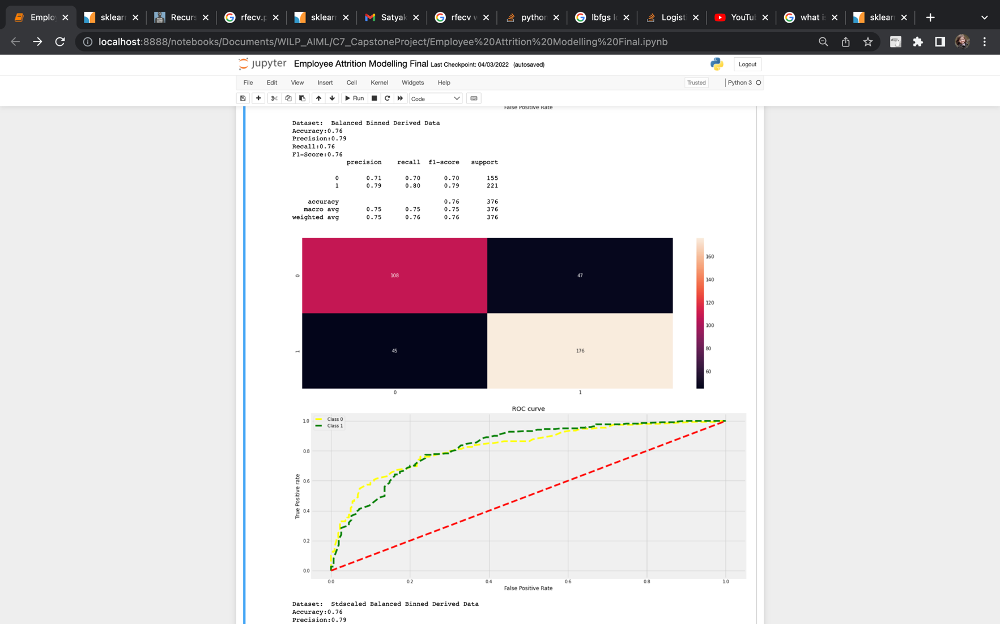 Emplo
sklearn
Recurs
rfecv.p
sklearn
Satyak
rfecv w
python
lbfgs lo
Logisti
YouTub
what is
sklearn
localhost:8888/notebooks/Documents/WILP_AIML/C7_CapstoneProject/Employee%20Attrition%20Modelling%20Final.ipynb
jupyter Employee Attrition Modelling Final Last Checkpoint: 04/03/2022 (autosaved)
Logout
File Edit View Insert Cell Kernel Widgets Help
Trusted
Python 3
Run
Code
False Positive Rate
Dataset: Balanced Binned Derived Data
Accuracy:0.76
Precision:0.79
Recall:0.76
F1-Score:0.76
precision recall f1-score support
0 0.71 0.70 0.70 155
1 0.79 0.80 0.79 221
accuracy 0.76 376
macro avg 0.75 0.75 0.75 376
weighted avg 0.75 0.76 0.76 376
0
108
47
1
45
176
0
1
160
140
120
100
80
60
ROC curve
Class 0
Class 1
True Positive rate
1.0
0.8
0.6
0.4
0.2
0.0
0.0 0.2 0.4 0.6 0.8 1.0
False Positive Rate
Dataset: Stdscaled Balanced Binned Derived Data
Accuracy:0.76
Precision:0.79